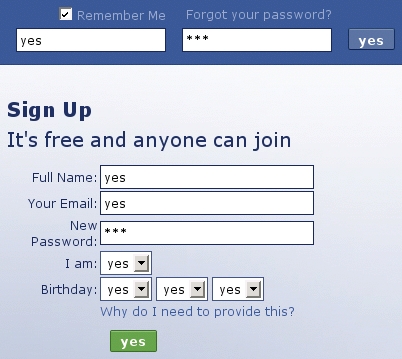 Remember Me Forgot your password?
yes *** yes
Sign Up
It's free and anyone can join
Full Name: yes
Your Email: yes
New
Password: ***
I am: yes
Birthday: yes yes yes
Why do I need to provide this?
yes